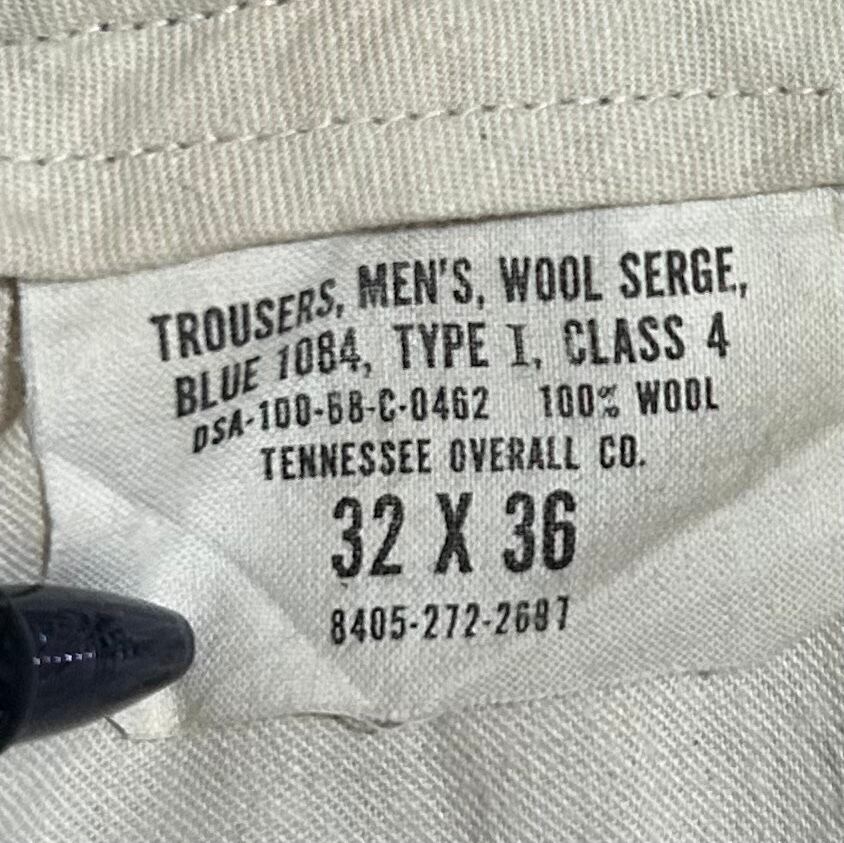 TROUSERS, MEN'S, WOOL SERGE,
BLUE 1084, TYPE I, CLASS 4
DSA-100-68-C-0462 100% WOOL
TENNESSEE OVERALL CO.
32 X 36
8405-272-2697